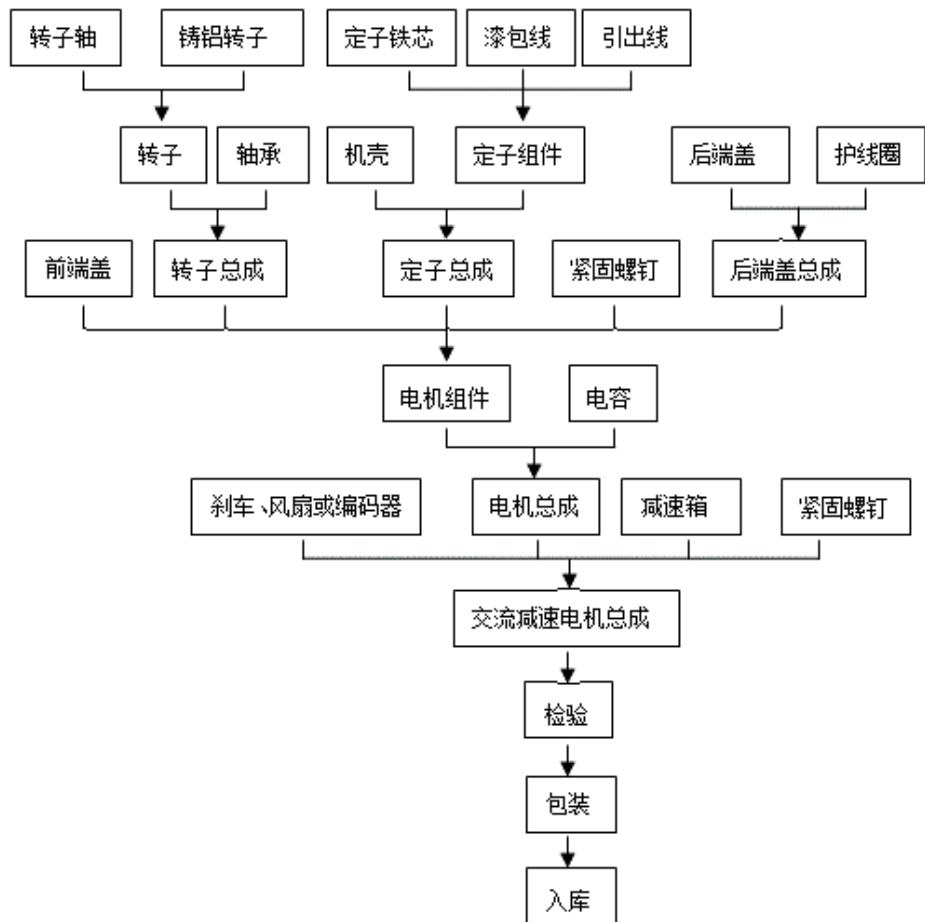 转子轴
铸铝转子
定子铁芯
漆包线
引出线
转子
轴承
机壳
定子组件
后端盖
护线圈
前端盖
转子总成
定子总成
紧固螺钉
后端盖总成
电机组件
电容
刹车、风扇或编码器
电机总成
减速箱
紧固螺钉
交流减速电机总成
检验
包装
入库